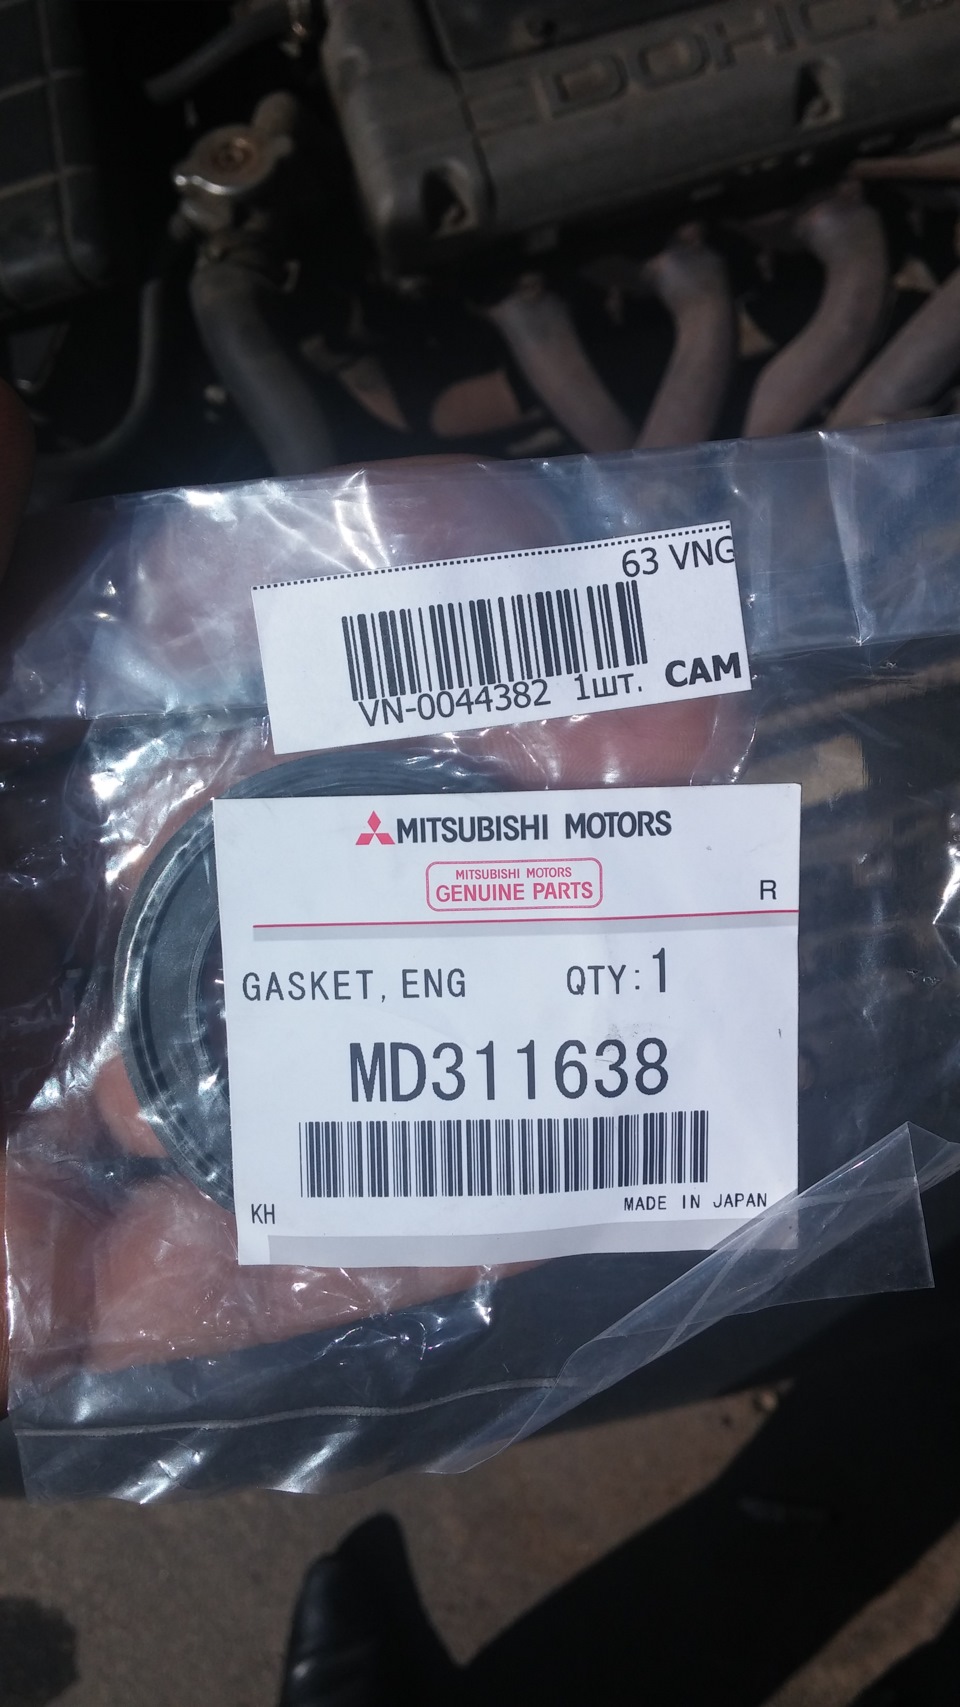 DOHC
63 VNG
VN-0044382 1шт. САМ
MITSUBISHI MOTORS
MITSUBISHI MOTORS
GENUINE PARTS
R
GASKET, ENG QTY: 1
MD311638
KH MADE IN JAPAN